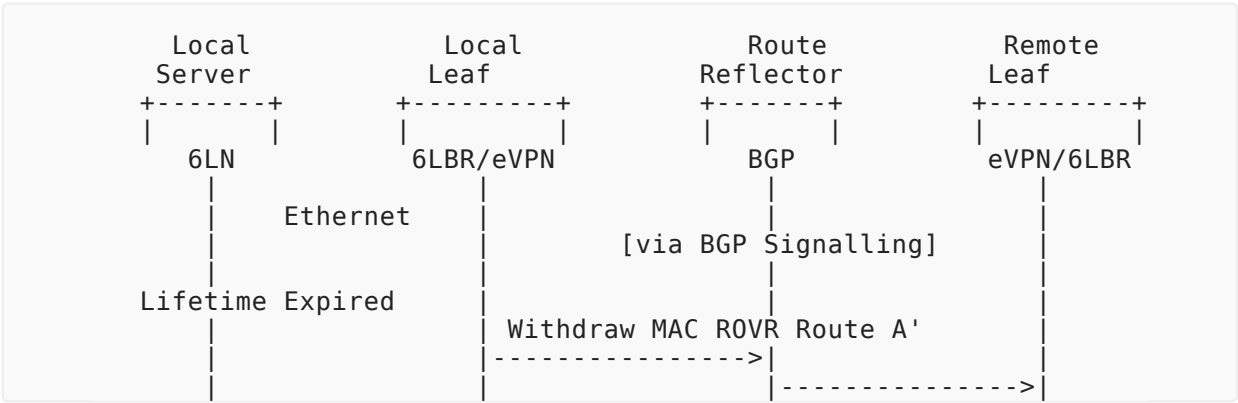 Local Local Route Remote
Server Leaf Reflector Leaf
+-------+ +---------+ +-------+ +---------+
| | | | | | | |
6LN 6LBR/eVPN BGP eVPN/6LBR
| | | |
| Ethernet | | |
| | [via BGP Signalling] |
| | | |
Lifetime Expired | | |
| | Withdraw MAC ROVR Route A' |
| |---------------->| |
| | |--------------->|